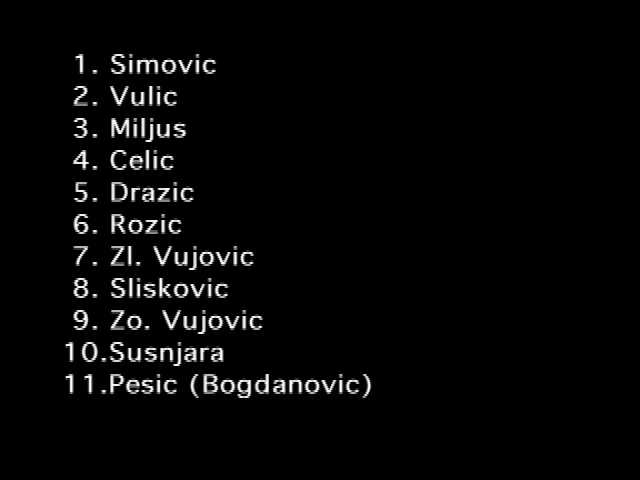 1. Simovic
2. Vulic
3. Miljus
4. Celic
5. Drazic
6. Rozic
7. Zl. Vujovic
8. Sliskovic
9. Zo. Vujovic
10.Susnjara
11.Pesic (Bogdanovic)